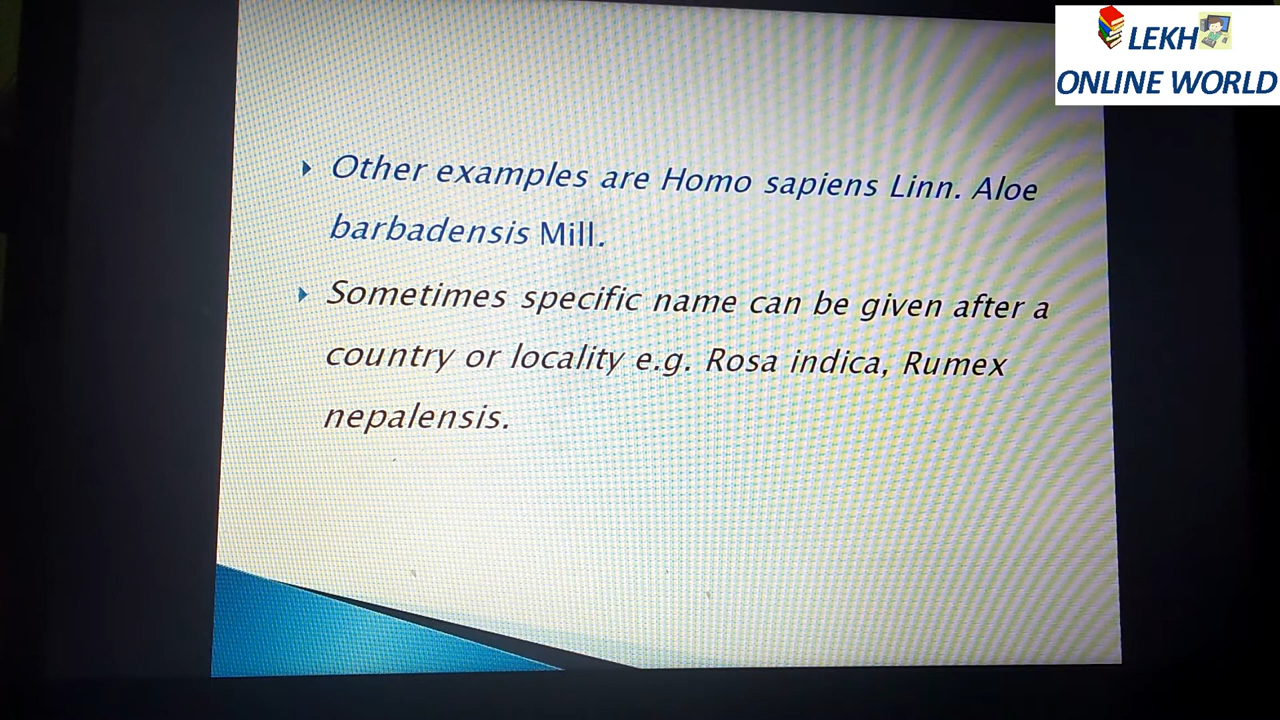 LEKH
ONLINE WORLD
Other examples are Homo sapiens Linn. Aloe
barbadensis Mill.
Sometimes specific name can be given after a
country or locality e.g. Rosa indica, Rumex
nepalensis.